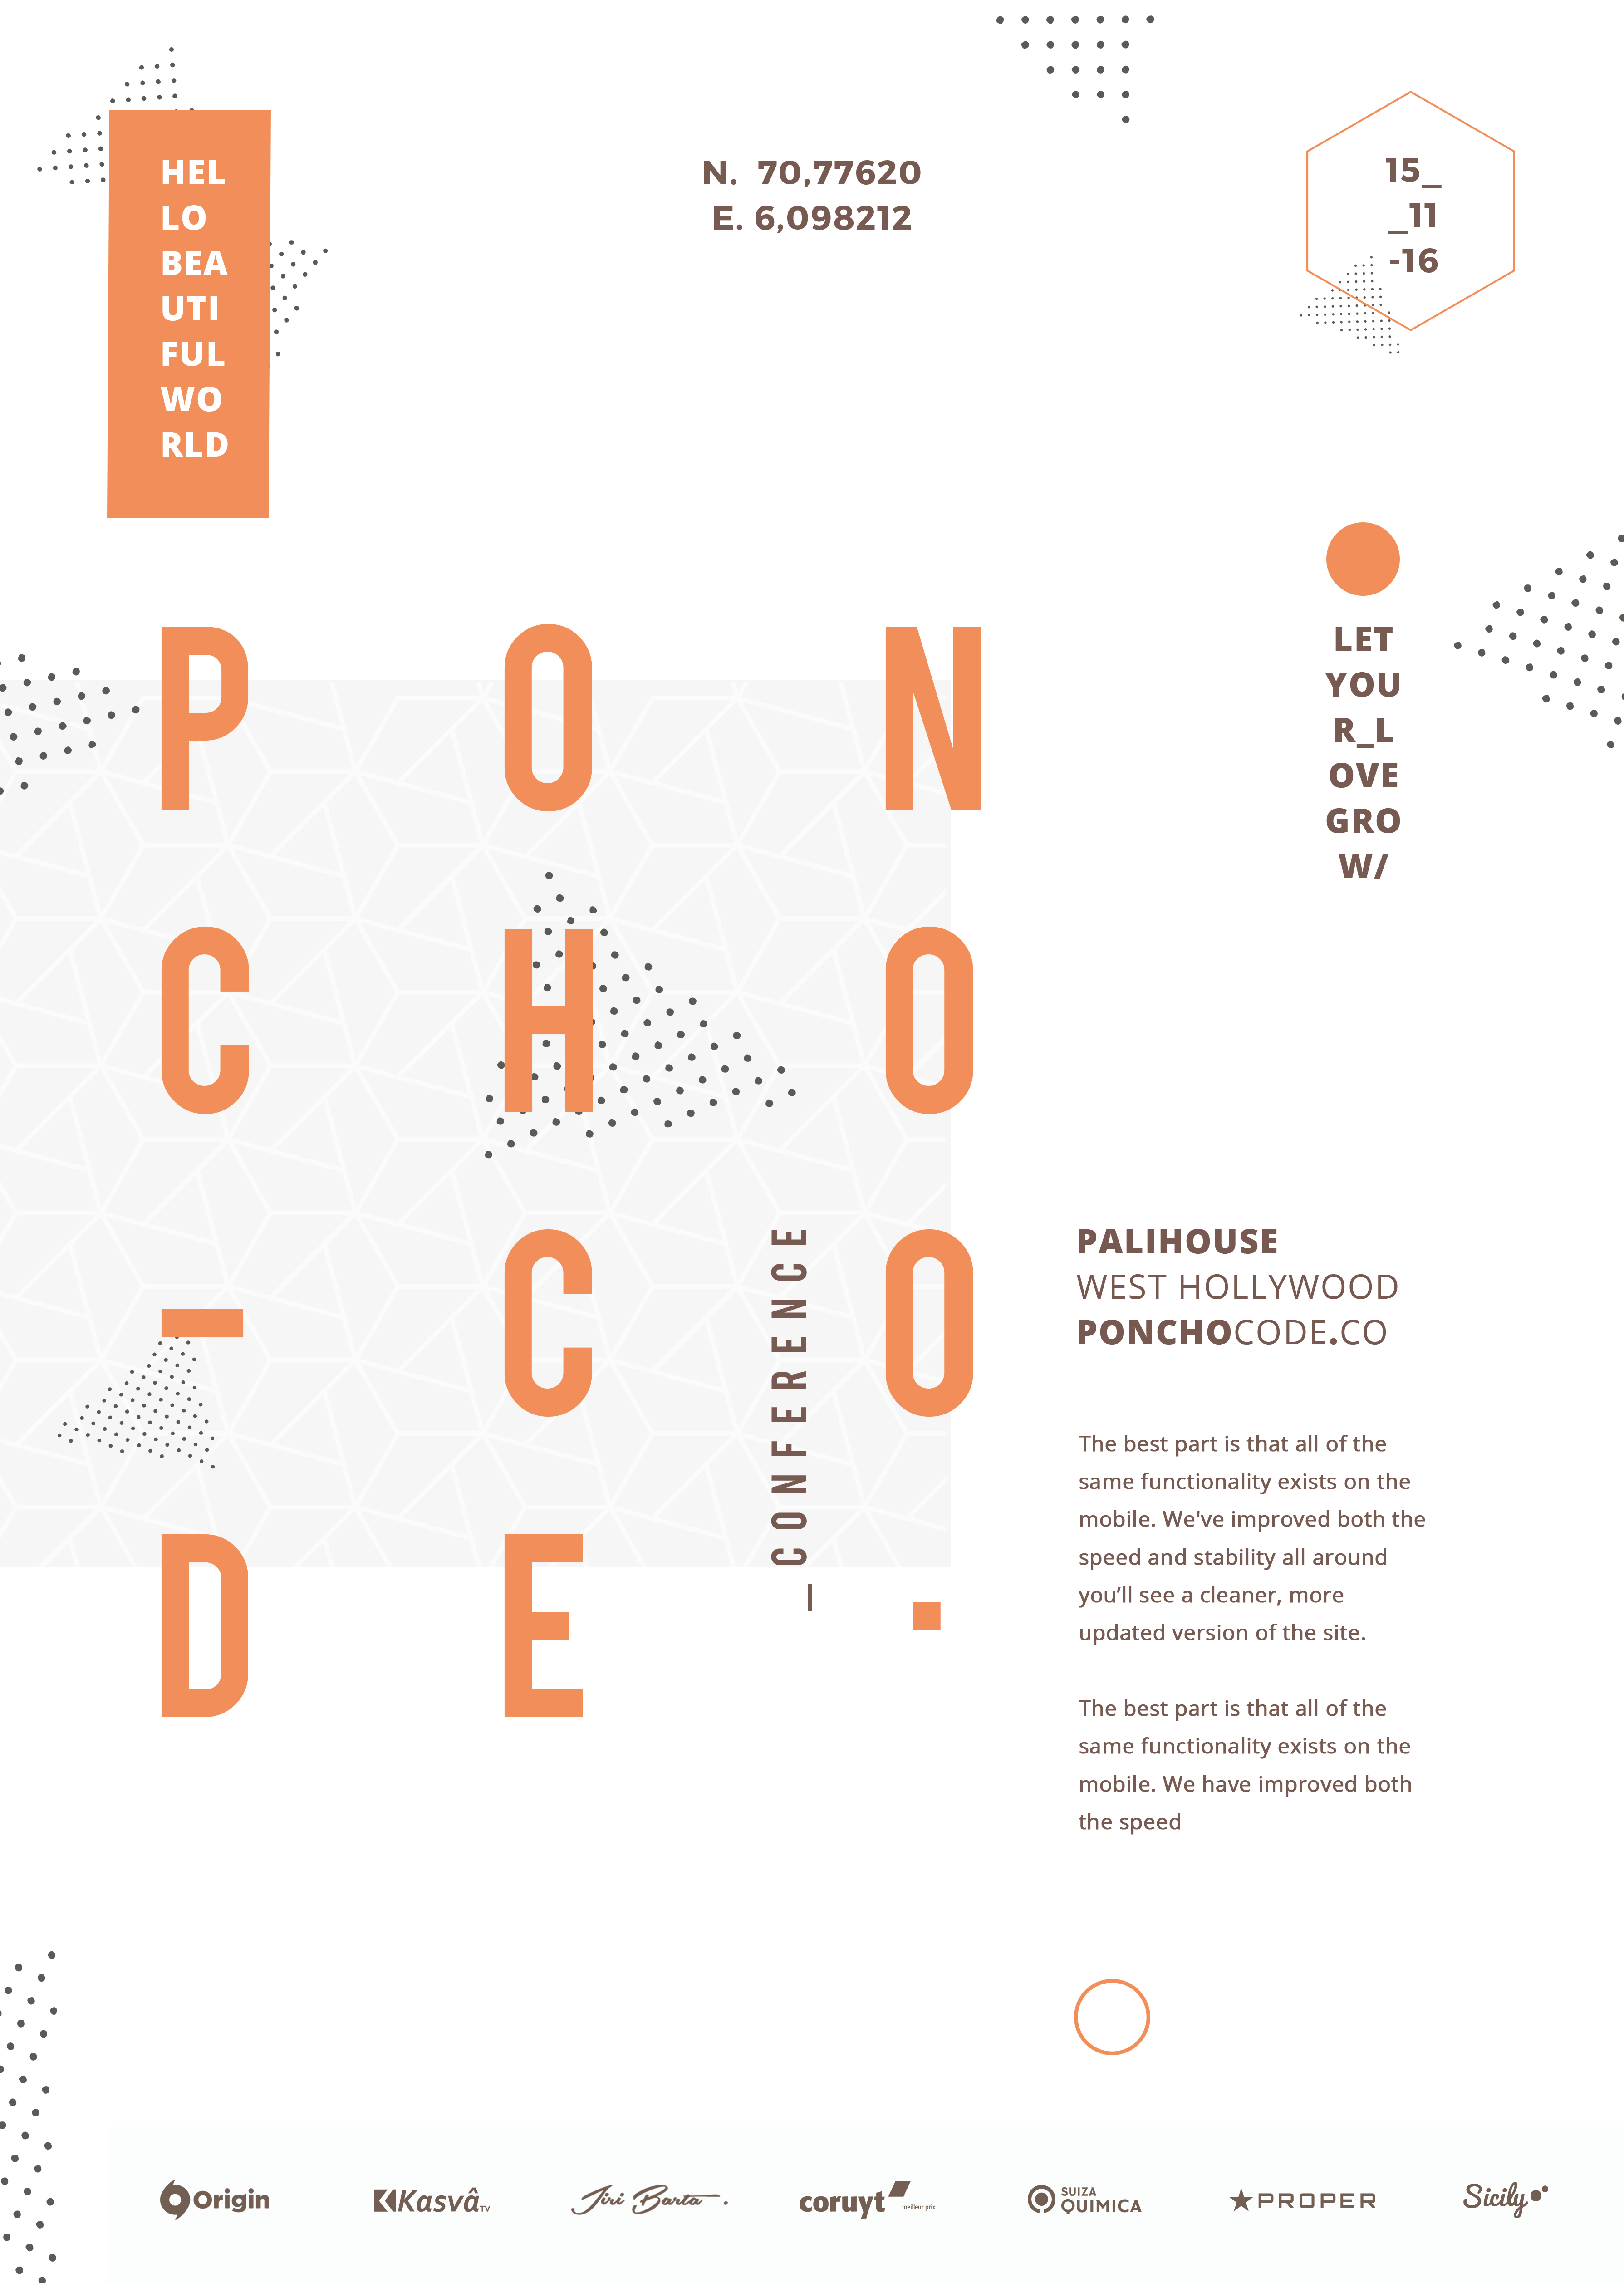 HEL
LO
BEA
UTI
FUL
WO
RLD
N. 70,77620
E. 6,098212
15_
_11
-16
LET
YOU
R_L
OVE
GRO
W/
P O N
C H O
- C O
D E .
_CONFERENCE
PALIHOUSE
WEST HOLLYWOOD
PONCHOCODE.CO
The best part is that all of the
same functionality exists on the
mobile. We've improved both the
speed and stability all around
you’ll see a cleaner, more
updated version of the site.
The best part is that all of the
same functionality exists on the
mobile. We have improved both
the speed
Origin
Kasvâ TV
Jiri Barta
coruyt
meilleur prix
SUIZA
QUIMICA
PROPER
Sicily